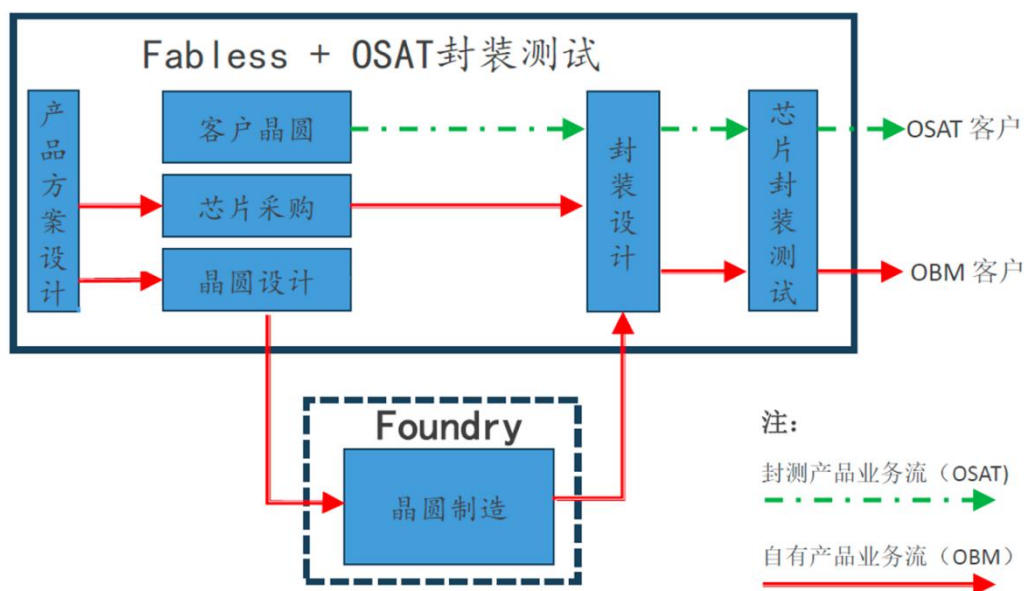 Fabless + OSAT封装测试
产品方案设计
客户晶圆
芯片采购
晶圆设计
封装设计
芯片封装测试
OSAT 客户
OBM 客户
Foundry
晶圆制造
注：
封测产品业务流（OSAT)
自有产品业务流（OBM）